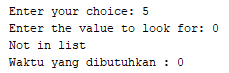 Enter your choice: 5
Enter the value to look for: 0
Not in list
Waktu yang dibutuhkan : 0